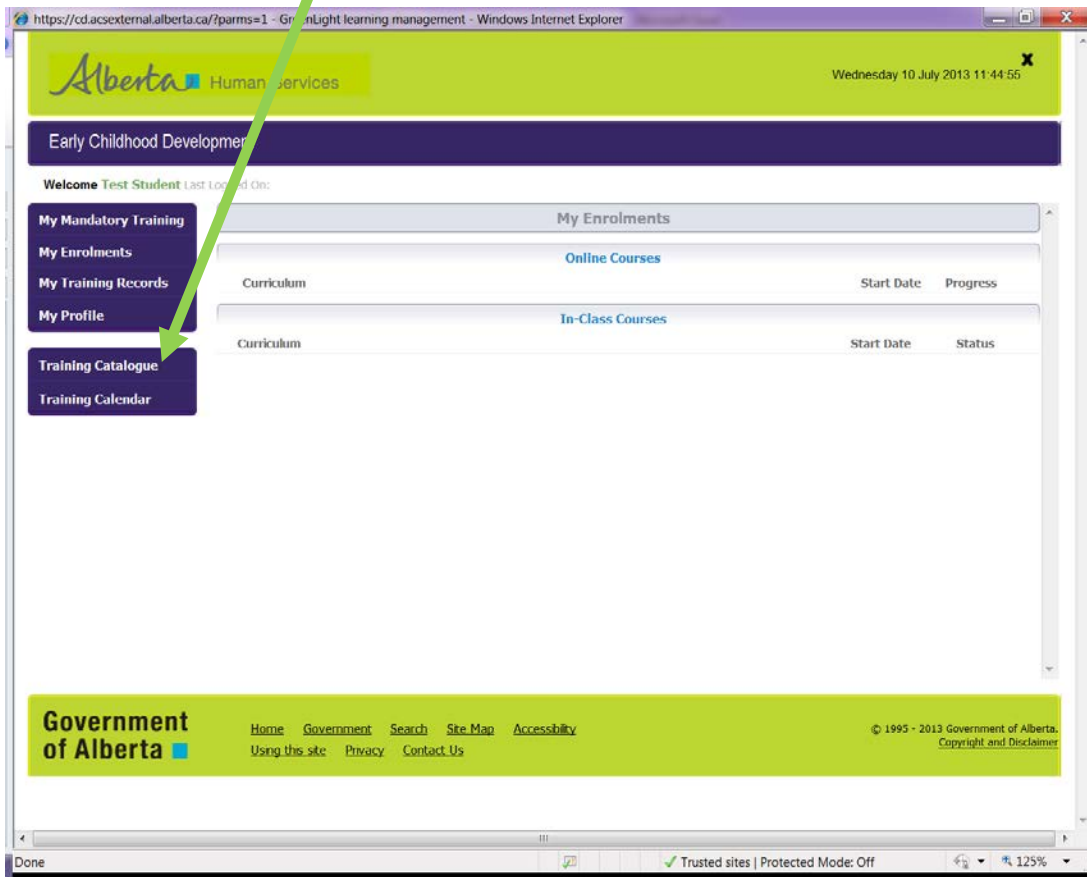 https://cd.acsexternal.alberta.ca/?parms=1 - GreenLight learning management - Windows Internet Explorer
Alberta Human Services
Wednesday 10 July 2013 11:44:55
Early Childhood Development
Welcome Test Student Last Logged On:
My Mandatory Training
My Enrolments
My Training Records
My Profile
Training Catalogue
Training Calendar
My Enrolments
Online Courses
Curriculum Start Date Progress
In-Class Courses
Curriculum Start Date Status
Government
of Alberta
Home Government Search Site Map Accessibility
Using this site Privacy Contact Us
© 1995 - 2013 Government of Alberta.
Copyright and Disclaimer
Done Trusted sites | Protected Mode: Off 125%